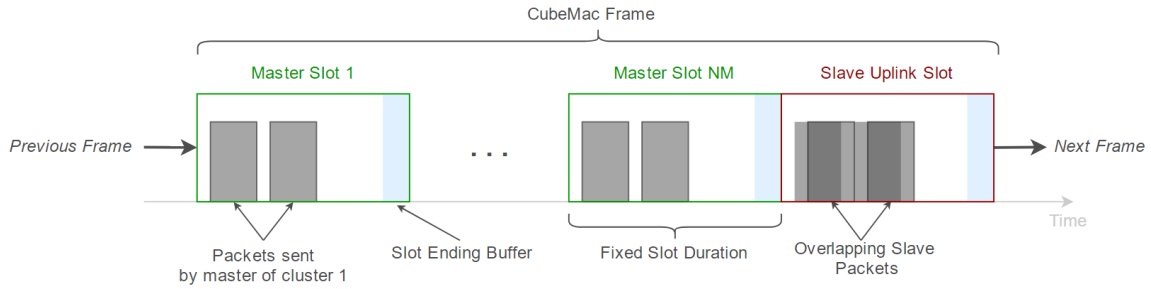 CubeMac Frame
Master Slot 1
Master Slot NM
Slave Uplink Slot
Previous Frame
. . .
Next Frame
Time
Packets sent
by master of cluster 1
Slot Ending Buffer
Fixed Slot Duration
Overlapping Slave
Packets